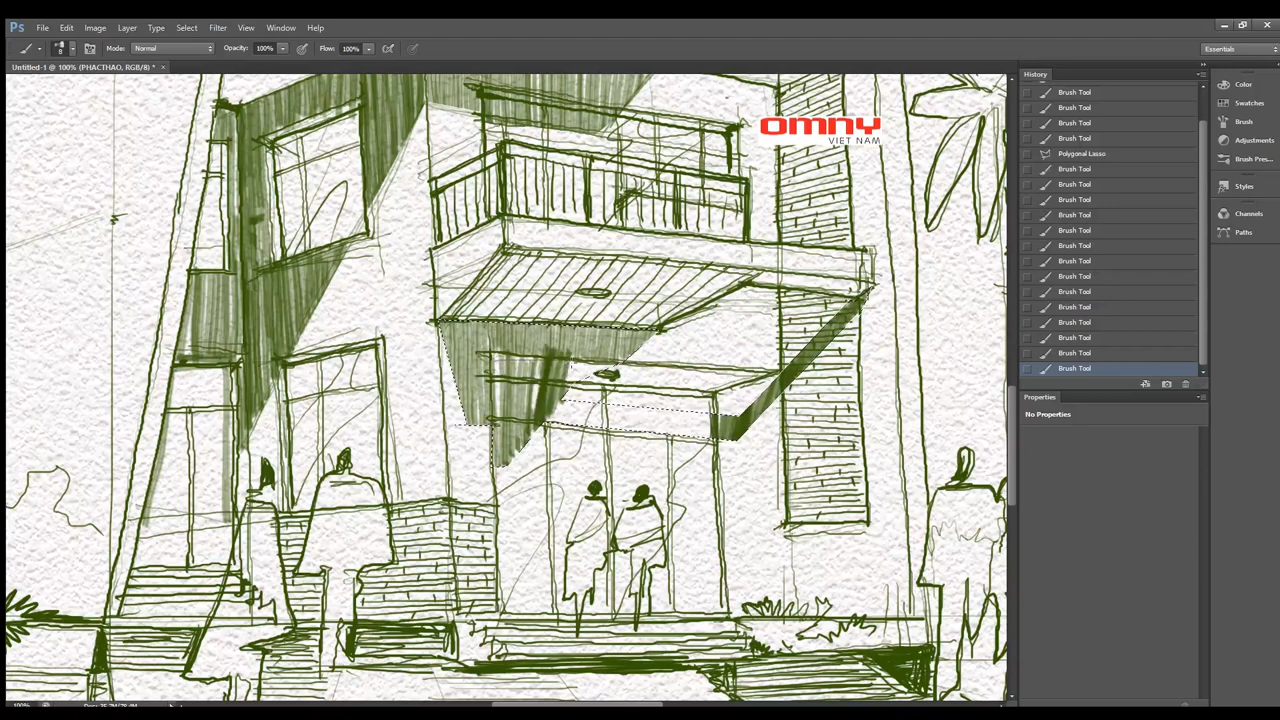 Ps File Edit Image Layer Type Select Filter View Window Help
8 Mode: Normal Opacity: 100% Flow: 100% Essentials
Untitled-1 @ 100% (PHACTHAO, RGB/8) *
OMNY
VIET NAM
History
Brush Tool
Brush Tool
Brush Tool
Brush Tool
Polygonal Lasso
Brush Tool
Brush Tool
Brush Tool
Brush Tool
Brush Tool
Brush Tool
Brush Tool
Brush Tool
Brush Tool
Brush Tool
Brush Tool
Brush Tool
Brush Tool
Brush Tool
Properties
No Properties
Color
Swatches
Brush
Adjustments
Brush Pres...
Styles
Channels
Paths